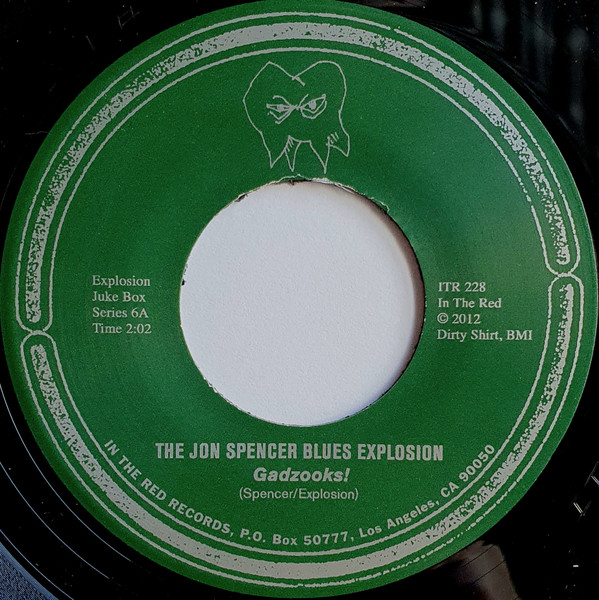 Explosion
Juke Box
Series 6A
Time 2:02
ITR 228
In The Red
© 2012
Dirty Shirt, BMI
THE JON SPENCER BLUES EXPLOSION
Gadzooks!
(Spencer/Explosion)
IN THE RED RECORDS, P.O. Box 50777, Los Angeles, CA 90050